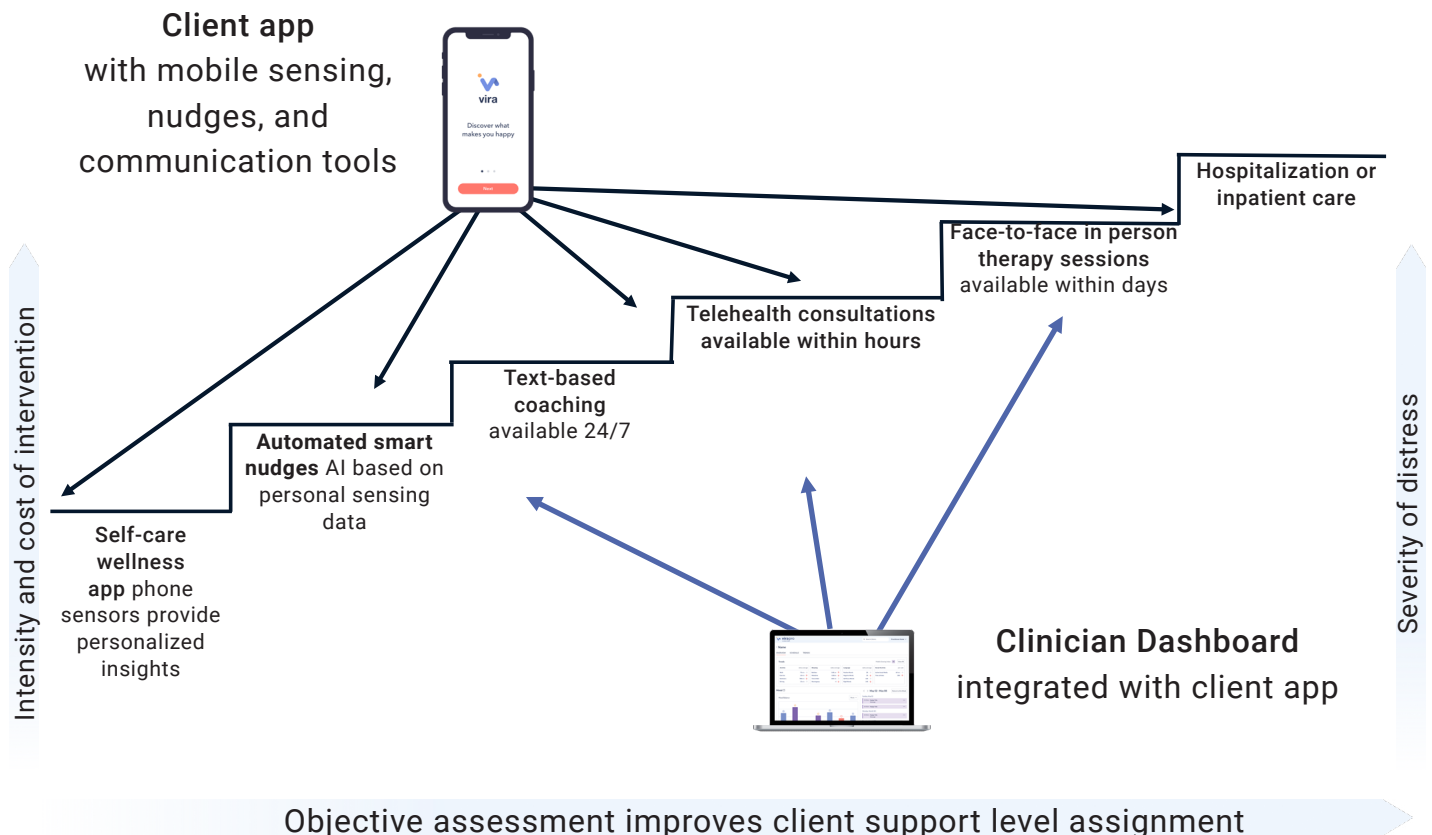 Client app
with mobile sensing,
nudges, and
communication tools
vira
Discover what
makes you happy
Next
Hospitalization or
inpatient care
Face-to-face in person
therapy sessions
available within days
Telehealth consultations
available within hours
Text-based
coaching
available 24/7
Automated smart
nudges AI based on
personal sensing
data
Self-care
wellness
app phone
sensors provide
personalized
insights
Intensity and cost of intervention
Severity of distress
Clinician Dashboard
integrated with client app
Objective assessment improves client support level assignment